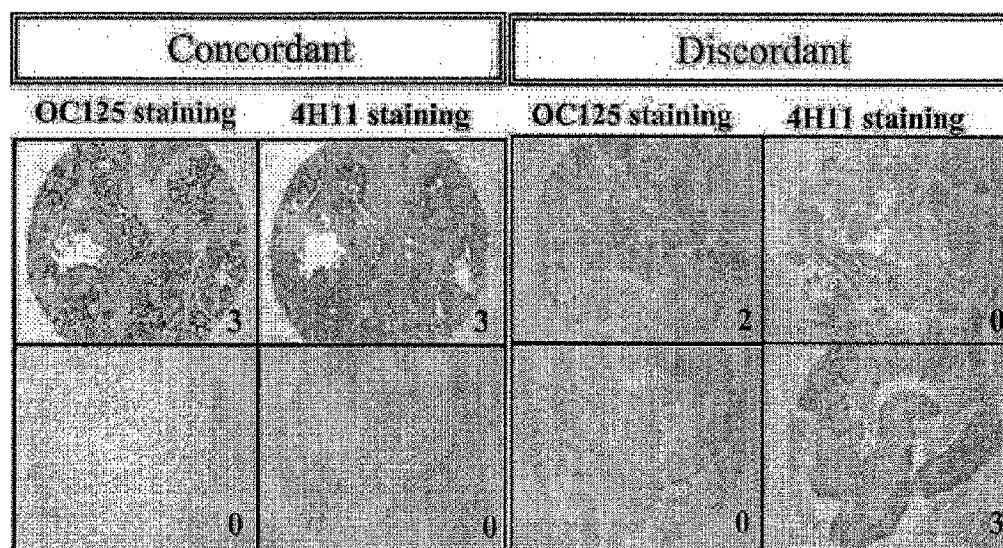 Concordant Discordant
OC125 staining 4H11 staining OC125 staining 4H11 staining
3 3 2 0
0 0 0 3